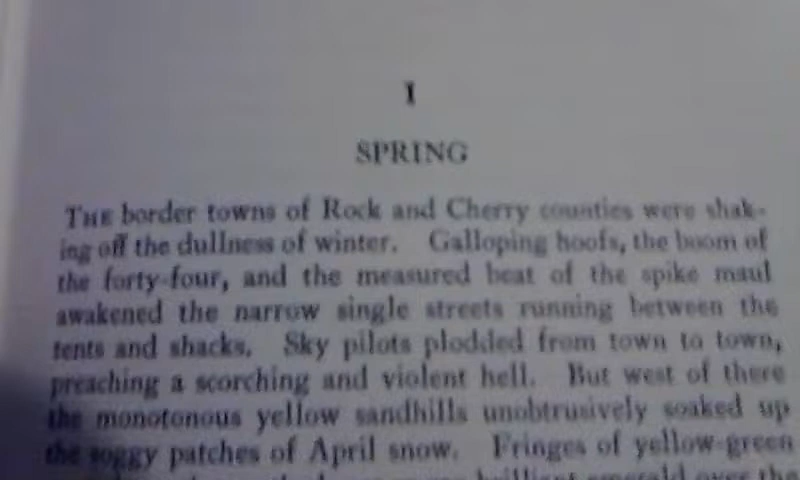 I
SPRING
THE border towns of Rock and Cherry counties were shak-
ing off the dullness of winter. Galloping hoofs, the boom of
the forty-four, and the measured beat of the spike maul
awakened the narrow single streets running between the
tents and shacks. Sky pilots plodded from town to town,
preaching a scorching and violent hell. But west of there
the monotonous yellow sandhills unobtrusively soaked up
the soggy patches of April snow. Fringes of yellow-green
brilliant emerald over the